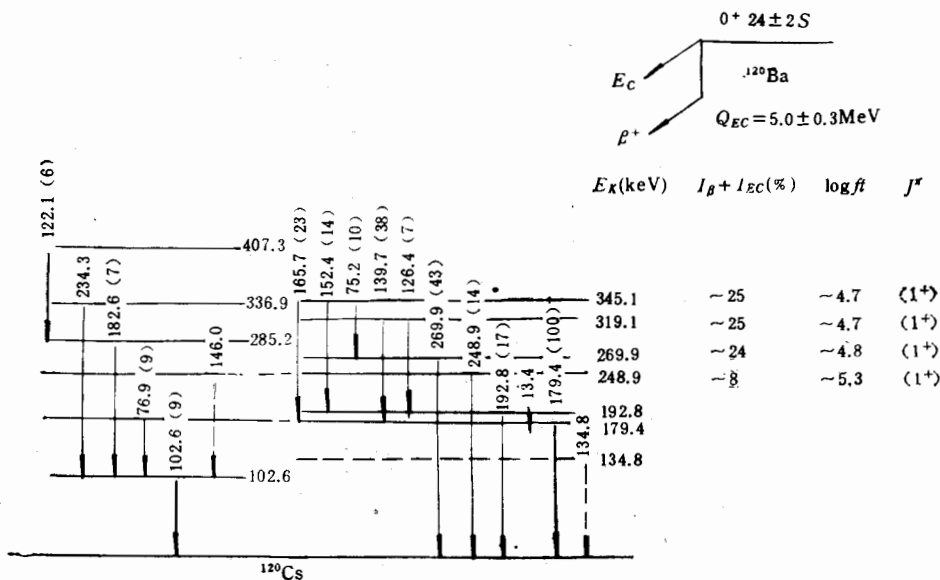 0⁺ 24±2S
¹²⁰Ba
E_C
Q_EC=5.0±0.3MeV
β⁺
E_K(keV) I_β+I_EC(%) log ft J^π
122.1 (6)
407.3
234.3
182.6 (7)
336.9
285.2
76.9 (9)
146.0
102.6 (9)
102.6
165.7 (23)
152.4 (14)
75.2 (10)
139.7 (38)
126.4 (7)
269.9 (43)
248.9 (14)
192.8 (17)
13.4
179.4 (100)
134.8
345.1 ~25 ~4.7 (1⁺)
319.1 ~25 ~4.7 (1⁺)
269.9 ~24 ~4.8 (1⁺)
248.9 ~8 ~5.3 (1⁺)
192.8
179.4
134.8
¹²⁰Cs